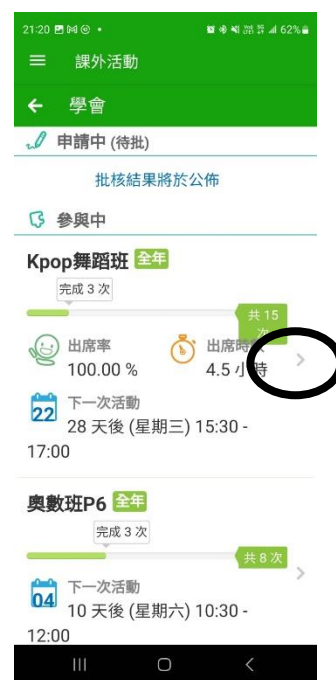 21:20 62%
課外活動
學會
申請中 (待批)
批核結果將於公佈
參與中
Kpop舞蹈班 全年
完成 3 次
共 15
次
出席率
100.00 %
出席時
4.5 小時
22
下一次活動
28 天後 (星期三) 15:30 -
17:00
奧數班P6 全年
完成 3 次
共 8 次
04
下一次活動
10 天後 (星期六) 10:30 -
12:00